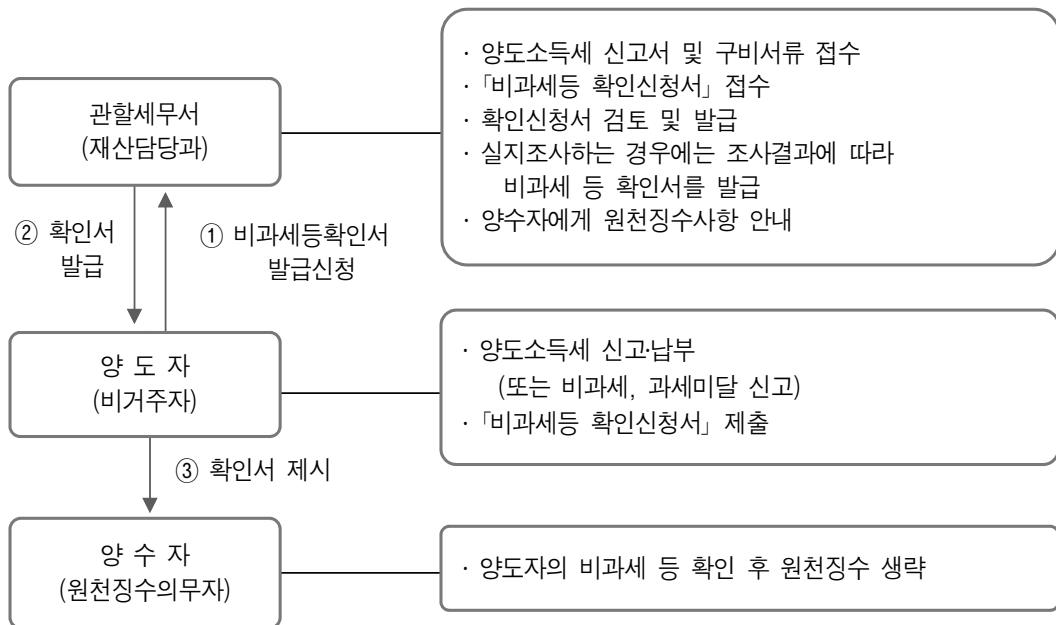 관할세무서
(재산담당과)
· 양도소득세 신고서 및 구비서류 접수
· 「비과세등 확인신청서」 접수
· 확인신청서 검토 및 발급
· 실지조사하는 경우에는 조사결과에 따라
비과세 등 확인서를 발급
· 양수자에게 원천징수사항 안내
② 확인서
발급
① 비과세등확인서
발급신청
양 도 자
(비거주자)
· 양도소득세 신고·납부
(또는 비과세, 과세미달 신고)
· 「비과세등 확인신청서」 제출
③ 확인서 제시
양 수 자
(원천징수의무자)
· 양도자의 비과세 등 확인 후 원천징수 생략